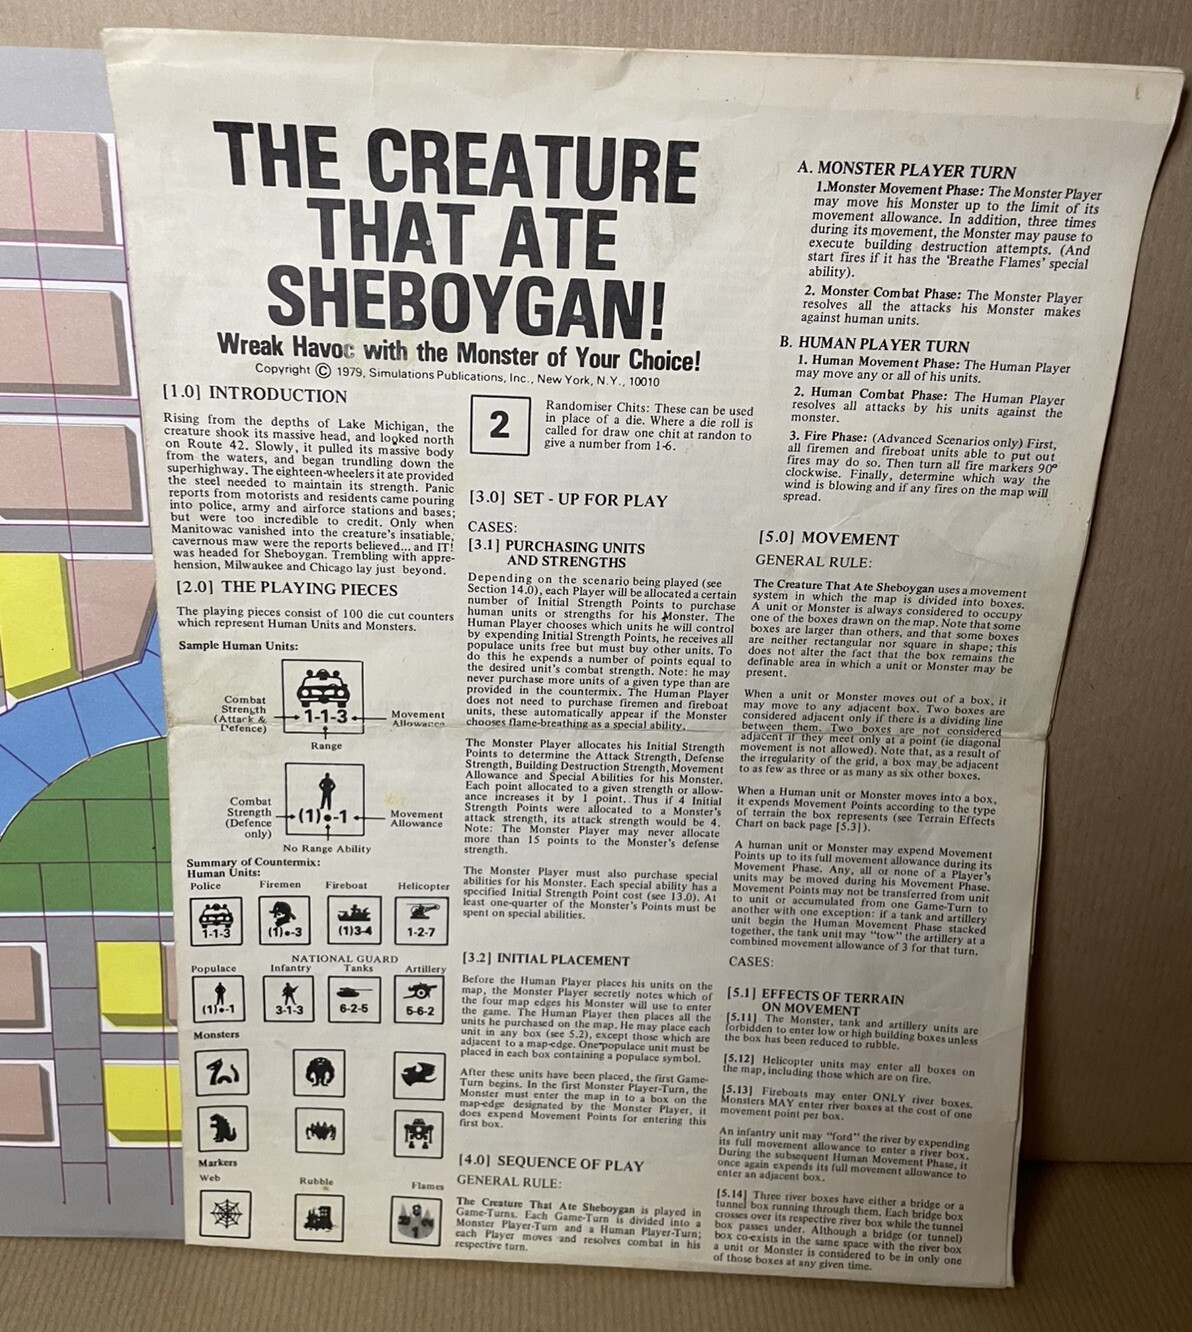 THE CREATURE
THAT ATE
SHEBOYGAN!
Wreak Havoc with the Monster of Your Choice!
Copyright © 1979, Simulations Publications, Inc., New York, N.Y., 10010
[1.0] INTRODUCTION
Rising from the depths of Lake Michigan, the
creature shook its massive head, and looked north
on Route 42. Slowly, it pulled its massive body
from the waters, and began trundling down the
superhighway. The eighteen-wheelers it ate provided
the steel needed to maintain its strength. Panic
reports from motorists and residents came pouring
into police, army and airforce stations and bases;
but were too incredible to credit. Only when
Manitowac vanished into the creature's insatiable,
cavernous maw were the reports believed... and IT!
was headed for Sheboygan. Trembling with appre-
hension, Milwaukee and Chicago lay just beyond.
[2.0] THE PLAYING PIECES
The playing pieces consist of 100 die cut counters
which represent Human Units and Monsters.
Sample Human Units:
Combat
Strength
(Attack &
Defence)
1-1-3
Movement
Allowance
Range
Combat
Strength
(Defence
only)
(1)•-1
Movement
Allowance
No Range Ability
Summary of Countermix:
Human Units:
Police Firemen Fireboat Helicopter
1-1-3 (1)•-3 (1)3-4 1-2-7
NATIONAL GUARD
Populace Infantry Tanks Artillery
(1)•-1 3-1-3 6-2-5 5-6-2
Monsters
Markers
Web Rubble Flames
2
Randomiser Chits: These can be used
in place of a die. Where a die roll is
called for draw one chit at randon to
give a number from 1-6.
[3.0] SET - UP FOR PLAY
CASES:
[3.1] PURCHASING UNITS
AND STRENGTHS
Depending on the scenario being played (see
Section 14.0), each Player will be allocated a certain
number of Initial Strength Points to purchase
human units or strengths for his Monster. The
Human Player chooses which units he will control
by expending Initial Strength Points, he receives all
populace units free but must buy other units. To
do this he expends a number of points equal to
the desired unit's combat strength. Note: he may
never purchase more units of a given type than are
provided in the countermix. The Human Player
does not need to purchase firemen and fireboat
units, these automatically appear if the Monster
chooses flame-breathing as a special ability.
The Monster Player allocates his Initial Strength
Points to determine the Attack Strength, Defense
Strength, Building Destruction Strength, Movement
Allowance and Special Abilities for his Monster.
Each point allocated to a given strength or allow-
ance increases it by 1 point. Thus if 4 Initial
Strength Points were allocated to a Monster's
attack strength, its attack strength would be 4.
Note: The Monster Player may never allocate
more than 15 points to the Monster's defense
strength.
The Monster Player must also purchase special
abilities for his Monster. Each special ability has a
specified Initial Strength Point cost (see 13.0). At
least one-quarter of the Monster's Points must be
spent on special abilities.
[3.2] INITIAL PLACEMENT
Before the Human Player places his units on the
map, the Monster Player secretly notes which of
the four map edges his Monster will use to enter
the game. The Human Player then places all the
units he purchased on the map. He may place each
unit in any box (see 5.2), except those which are
adjacent to a map-edge. One populace unit must be
placed in each box containing a populace symbol.
After these units have been placed, the first Game-
Turn begins. In the first Monster Player-Turn, the
Monster must enter the map in to a box on the
map-edge designated by the Monster Player, it
does expend Movement Points for entering this
first box.
[4.0] SEQUENCE OF PLAY
GENERAL RULE:
The Creature That Ate Sheboygan is played in
Game-Turns. Each Game-Turn is divided into a
Monster Player-Turn and a Human Player-Turn;
each Player moves and resolves combat in his
respective turn.
A. MONSTER PLAYER TURN
1.Monster Movement Phase: The Monster Player
may move his Monster up to the limit of its
movement allowance. In addition, three times
during its movement, the Monster may pause to
execute building destruction attempts. (And
start fires if it has the 'Breathe Flames' special
ability).
2. Monster Combat Phase: The Monster Player
resolves all the attacks his Monster makes
against human units.
B. HUMAN PLAYER TURN
1. Human Movement Phase: The Human Player
may move any or all of his units.
2. Human Combat Phase: The Human Player
resolves all attacks by his units against the
monster.
3. Fire Phase: (Advanced Scenarios only) First,
all firemen and fireboat units able to put out
fires may do so. Then turn all fire markers 90°
clockwise. Finally, determine which way the
wind is blowing and if any fires on the map will
spread.
[5.0] MOVEMENT
GENERAL RULE:
The Creature That Ate Sheboygan uses a movement
system in which the map is divided into boxes.
A unit or Monster is always considered to occupy
one of the boxes drawn on the map. Note that some
boxes are larger than others, and that some boxes
are neither rectangular nor square in shape; this
does not alter the fact that the box remains the
definable area in which a unit or Monster may be
present.
When a unit or Monster moves out of a box, it
may move to any adjacent box. Two boxes are
considered adjacent only if there is a dividing line
between them. Two boxes are not considered
adjacent if they meet only at a point (ie diagonal
movement is not allowed). Note that, as a result of
the irregularity of the grid, a box may be adjacent
to as few as three or as many as six other boxes.
When a Human unit or Monster moves into a box,
it expends Movement Points according to the type
of terrain the box represents (see Terrain Effects
Chart on back page [5.3]).
A human unit or Monster may expend Movement
Points up to its full movement allowance during its
Movement Phase. Any, all or none of a Player's
units may be moved during his Movement Phase.
Movement Points may not be transferred from unit
to unit or accumulated from one Game-Turn to
another with one exception: if a tank and artillery
unit begin the Human Movement Phase stacked
together, the tank unit may "tow" the artillery at a
combined movement allowance of 3 for that turn.
CASES:
[5.1] EFFECTS OF TERRAIN
ON MOVEMENT
[5.11] The Monster, tank and artillery units are
forbidden to enter low or high building boxes unless
the box has been reduced to rubble.
[5.12] Helicopter units may enter all boxes on
the map, including those which are on fire.
[5.13] Fireboats may enter ONLY river boxes.
Monsters MAY enter river boxes at the cost of one
movement point per box.
An infantry unit may "ford" the river by expending
its full movement allowance to enter a river box.
During the subsequent Human Movement Phase, it
once again expends its full movement allowance to
enter an adjacent box.
[5.14] Three river boxes have either a bridge or a
tunnel box running through them. Each bridge box
crosses over its respective river box while the tunnel
box passes under. Although a bridge (or tunnel)
box co-exists in the same space with the river box
a unit or Monster is considered to be in only one
of those boxes at any given time.